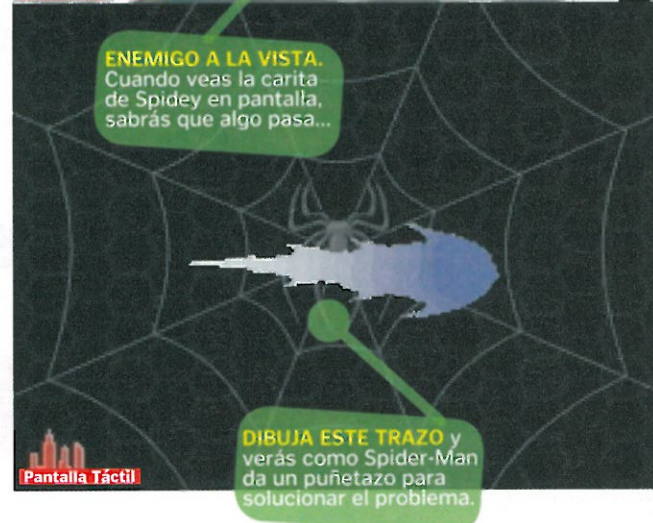 ENEMIGO A LA VISTA.
Cuando veas la carita
de Spidey en pantalla,
sabrás que algo pasa...
DIBUJA ESTE TRAZO y
verás como Spider-Man
da un puñetazo para
solucionar el problema.
Pantalla Táctil